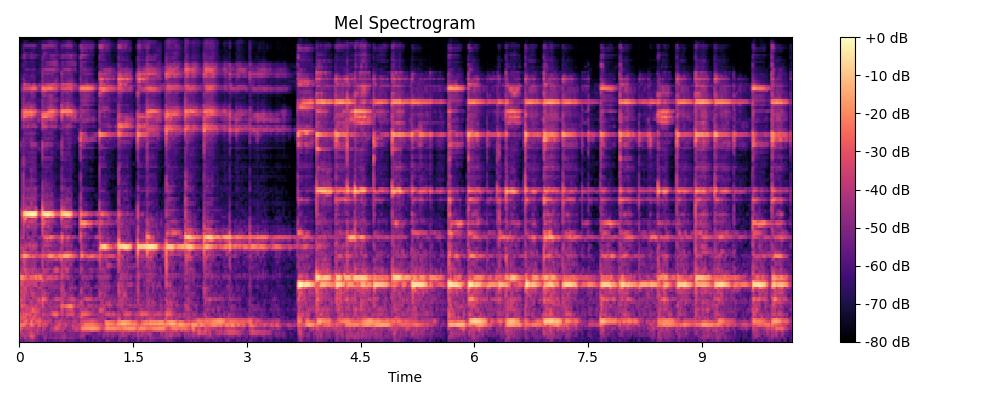 Mel Spectrogram
+0 dB
-10 dB
-20 dB
-30 dB
-40 dB
-50 dB
-60 dB
-70 dB
-80 dB
0 1.5 3 4.5 6 7.5 9
Time